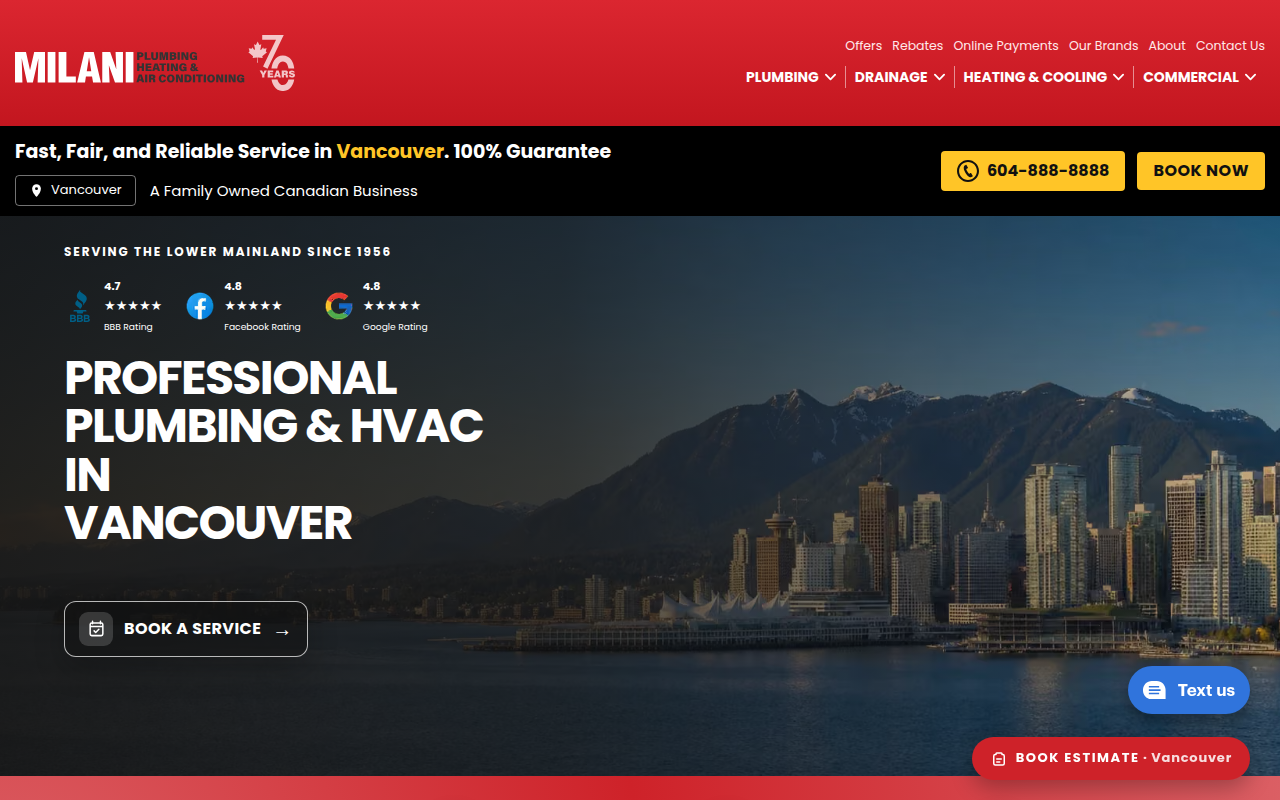 MILANI PLUMBING
HEATING &
AIR CONDITIONING
70 YEARS
Offers Rebates Online Payments Our Brands About Contact Us
PLUMBING DRAINAGE HEATING & COOLING COMMERCIAL
Fast, Fair, and Reliable Service in Vancouver. 100% Guarantee
Vancouver A Family Owned Canadian Business
604-888-8888 BOOK NOW
SERVING THE LOWER MAINLAND SINCE 1956
4.7 4.8 4.8
★★★★★ ★★★★★ ★★★★★
BBB
BBB Rating Facebook Rating Google Rating
PROFESSIONAL
PLUMBING & HVAC
IN
VANCOUVER
BOOK A SERVICE →
Text us
BOOK ESTIMATE · Vancouver